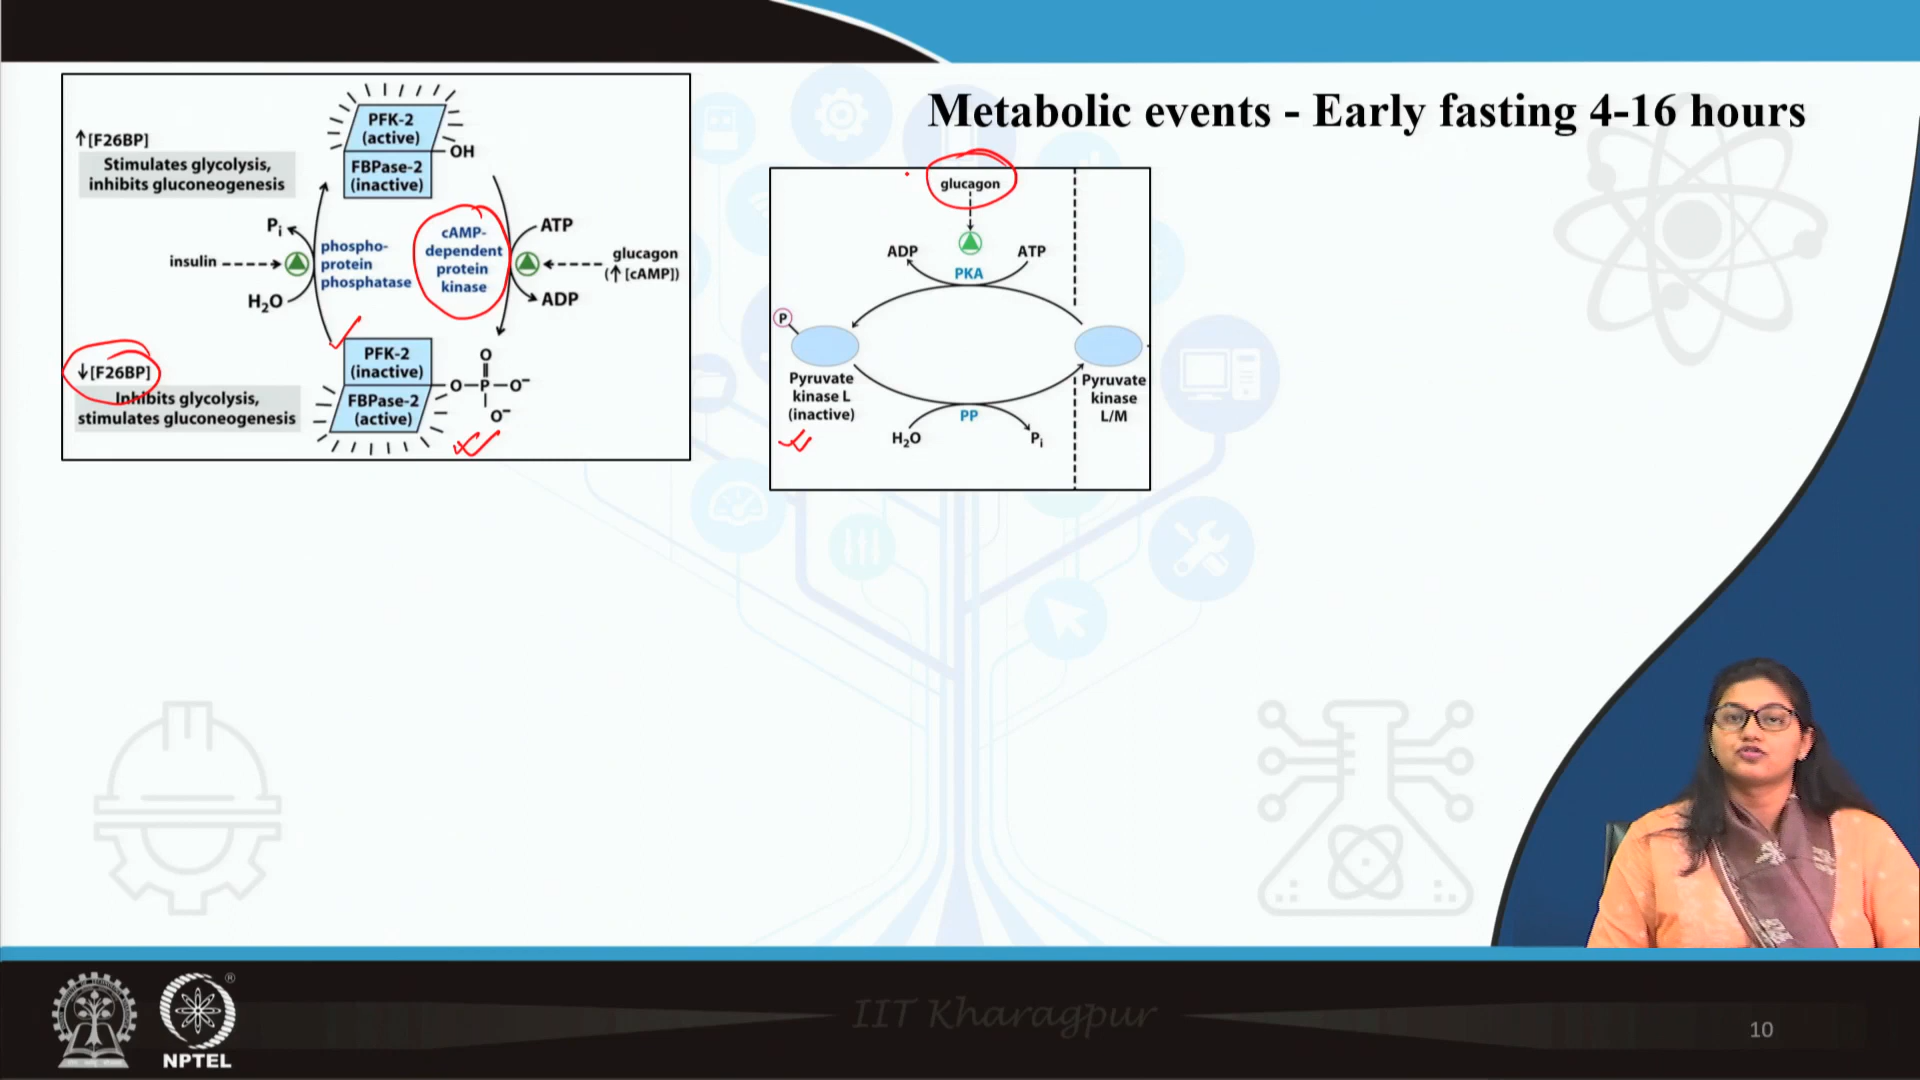 Metabolic events - Early fasting 4-16 hours
PFK-2
(active)
FBPase-2
(inactive)
OH
↑[F26BP]
Stimulates glycolysis,
inhibits gluconeogenesis
Pi
insulin
H₂O
phospho-
protein
phosphatase
cAMP-
dependent
protein
kinase
ATP
glucagon
(↑[cAMP])
ADP
↓[F26BP]
Inhibits glycolysis,
stimulates gluconeogenesis
PFK-2
(inactive)
FBPase-2
(active)
O
O—P—O⁻
O⁻
glucagon
ADP
ATP
PKA
P
Pyruvate
kinase L
(inactive)
Pyruvate
kinase
L/M
PP
H₂O
Pi
IIT Kharagpur
NPTEL
®
10